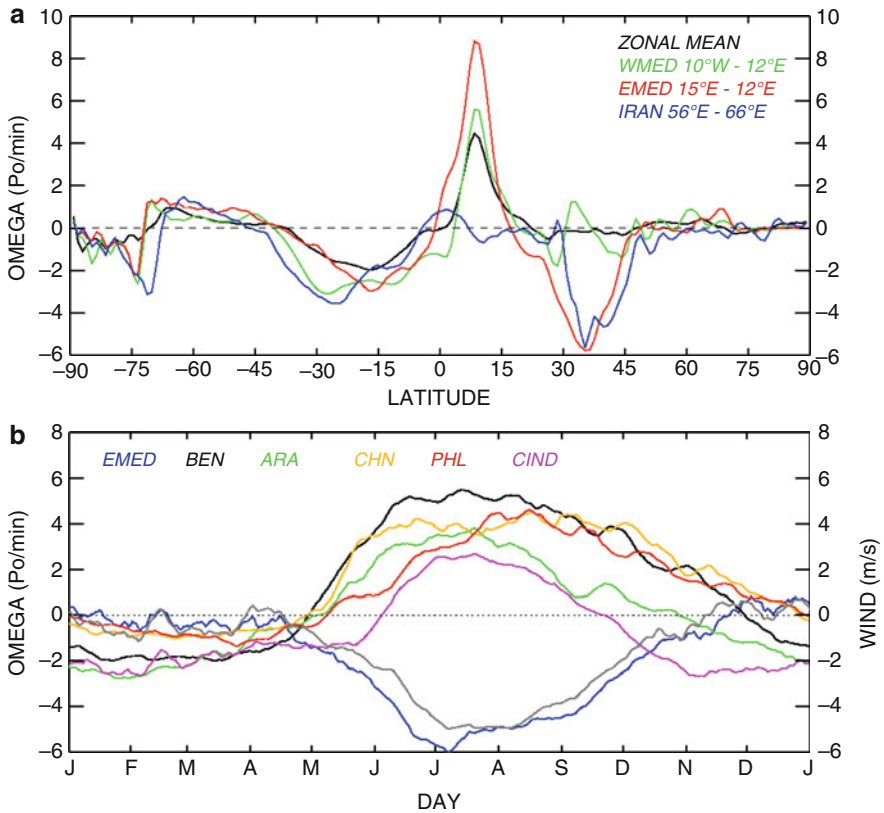 a
10 10
8 8
6 6
4 4
2 2
0 0
−2 −2
−4 −4
−6 −6
OMEGA (Po/min)
ZONAL MEAN
WMED 10°W - 12°E
EMED 15°E - 12°E
IRAN 56°E - 66°E
−90 −75 −60 −45 −30 −15 0 15 30 45 60 75 90
LATITUDE
b
8 8
6 6
4 4
2 2
0 0
−2 −2
−4 −4
−6 −6
OMEGA (Po/min)
WIND (m/s)
EMED BEN ARA CHN PHL CIND
J F M A M J J A S D N D J
DAY